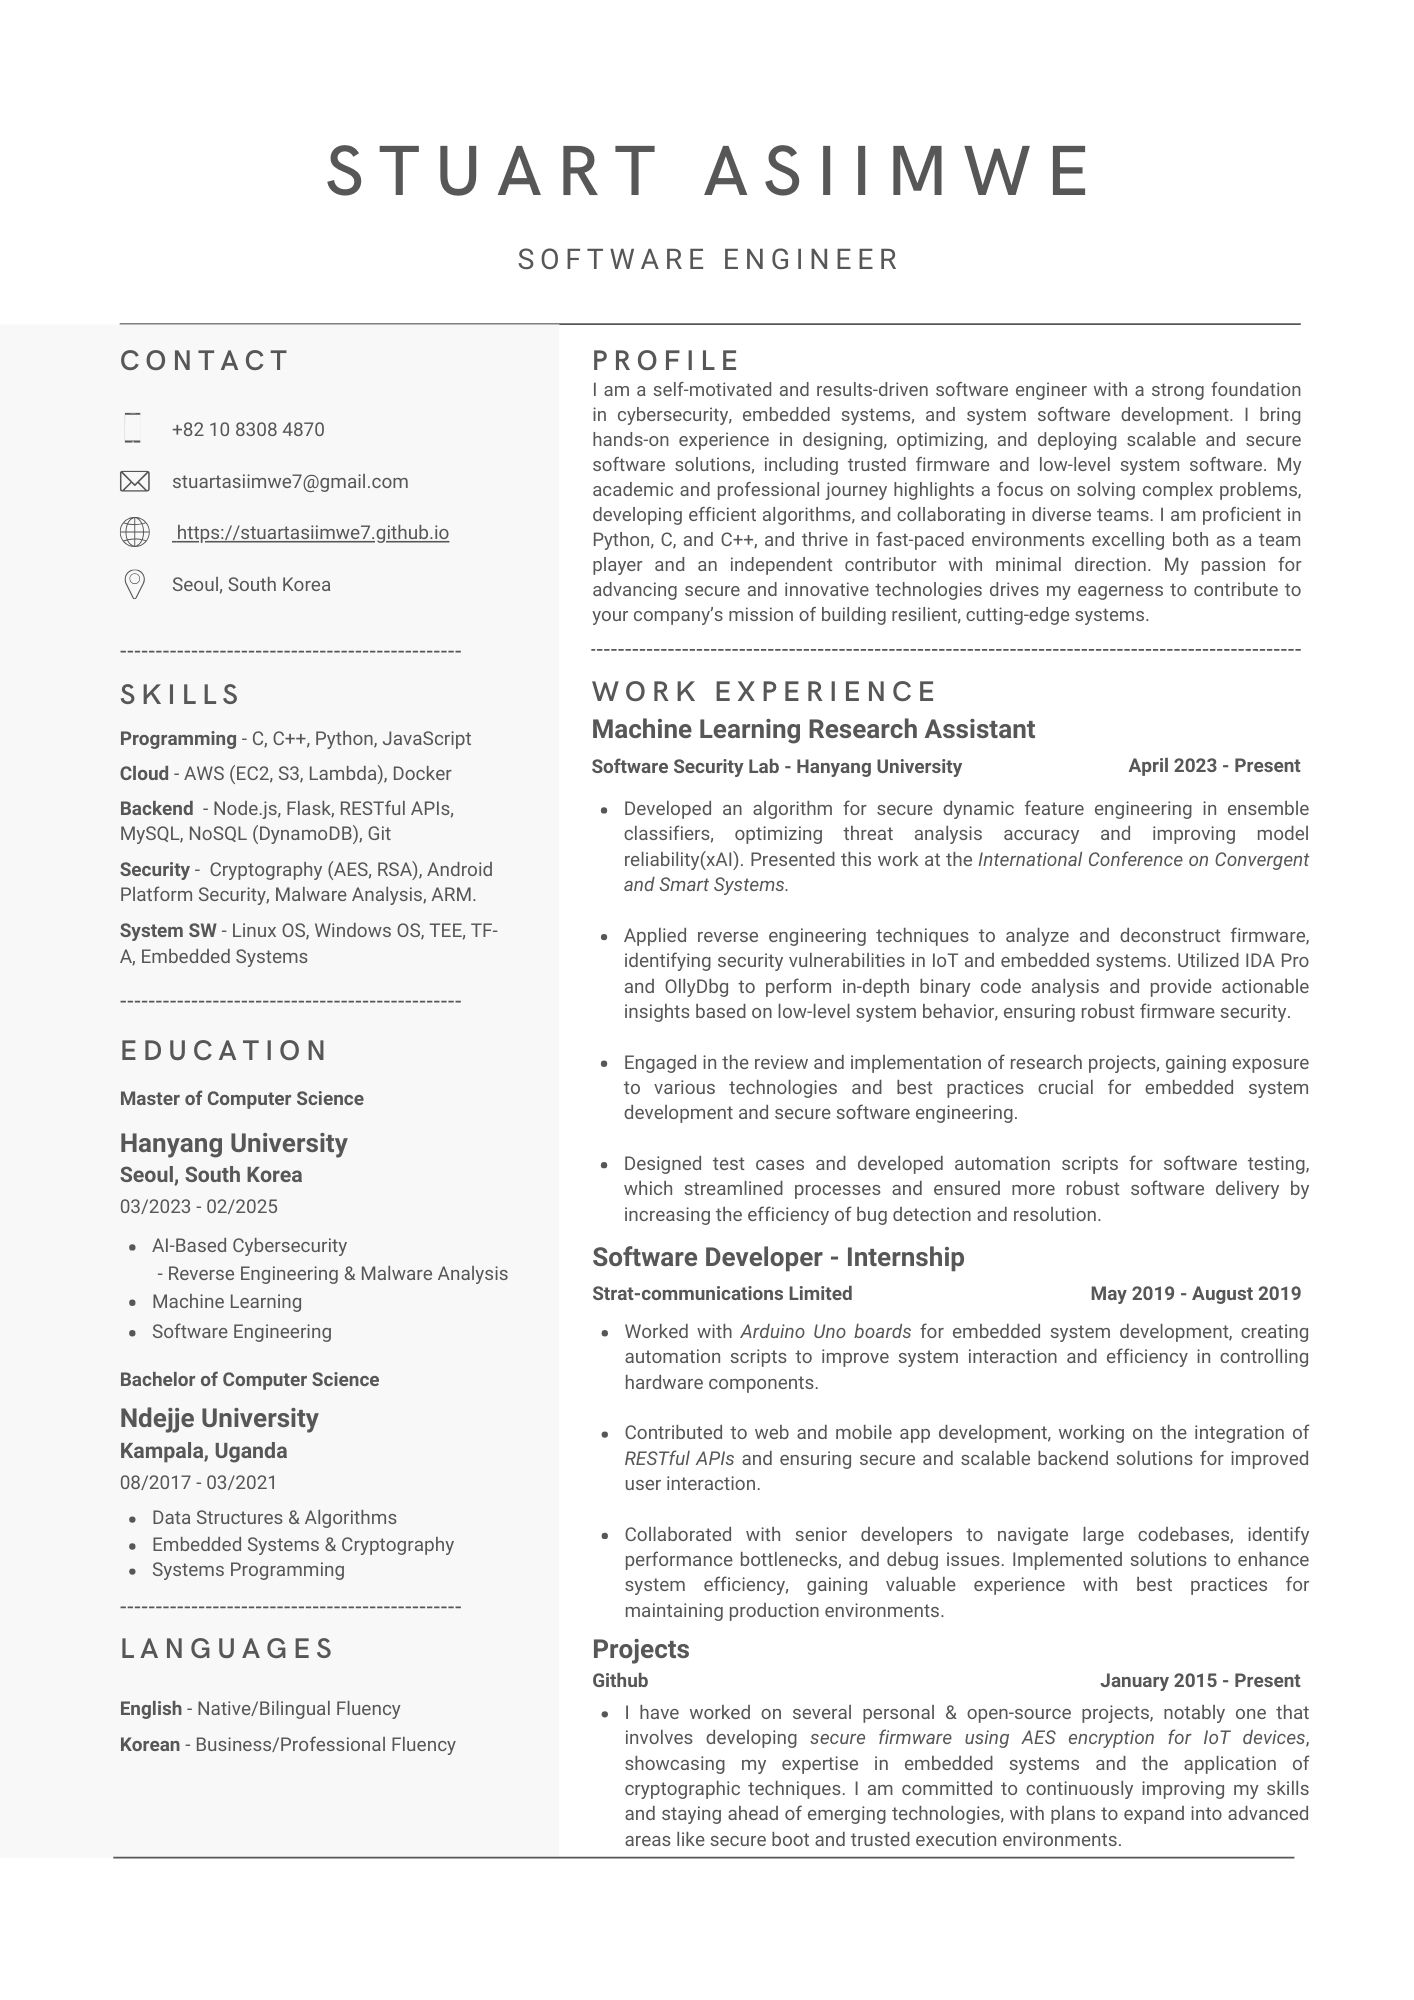 STUART ASIIMWE
SOFTWARE ENGINEER
CONTACT
+82 10 8308 4870
stuartasiimwe7@gmail.com
https://stuartasiimwe7.github.io
Seoul, South Korea
------------------------------------------------
SKILLS
Programming - C, C++, Python, JavaScript
Cloud - AWS (EC2, S3, Lambda), Docker
Backend - Node.js, Flask, RESTful APIs,
MySQL, NoSQL (DynamoDB), Git
Security - Cryptography (AES, RSA), Android
Platform Security, Malware Analysis, ARM.
System SW - Linux OS, Windows OS, TEE, TF-
A, Embedded Systems
------------------------------------------------
EDUCATION
Master of Computer Science
Hanyang University
Seoul, South Korea
03/2023 - 02/2025
• AI-Based Cybersecurity
- Reverse Engineering & Malware Analysis
• Machine Learning
• Software Engineering
Bachelor of Computer Science
Ndejje University
Kampala, Uganda
08/2017 - 03/2021
• Data Structures & Algorithms
• Embedded Systems & Cryptography
• Systems Programming
------------------------------------------------
LANGUAGES
English - Native/Bilingual Fluency
Korean - Business/Professional Fluency
PROFILE
I am a self-motivated and results-driven software engineer with a strong foundation
in cybersecurity, embedded systems, and system software development. I bring
hands-on experience in designing, optimizing, and deploying scalable and secure
software solutions, including trusted firmware and low-level system software. My
academic and professional journey highlights a focus on solving complex problems,
developing efficient algorithms, and collaborating in diverse teams. I am proficient in
Python, C, and C++, and thrive in fast-paced environments excelling both as a team
player and an independent contributor with minimal direction. My passion for
advancing secure and innovative technologies drives my eagerness to contribute to
your company’s mission of building resilient, cutting-edge systems.
----------------------------------------------------------------------------------------------------
WORK EXPERIENCE
Machine Learning Research Assistant
Software Security Lab - Hanyang University April 2023 - Present
• Developed an algorithm for secure dynamic feature engineering in ensemble
classifiers, optimizing threat analysis accuracy and improving model
reliability(xAI). Presented this work at the International Conference on Convergent
and Smart Systems.
• Applied reverse engineering techniques to analyze and deconstruct firmware,
identifying security vulnerabilities in IoT and embedded systems. Utilized IDA Pro
and OllyDbg to perform in-depth binary code analysis and provide actionable
insights based on low-level system behavior, ensuring robust firmware security.
• Engaged in the review and implementation of research projects, gaining exposure
to various technologies and best practices crucial for embedded system
development and secure software engineering.
• Designed test cases and developed automation scripts for software testing,
which streamlined processes and ensured more robust software delivery by
increasing the efficiency of bug detection and resolution.
Software Developer - Internship
Strat-communications Limited May 2019 - August 2019
• Worked with Arduino Uno boards for embedded system development, creating
automation scripts to improve system interaction and efficiency in controlling
hardware components.
• Contributed to web and mobile app development, working on the integration of
RESTful APIs and ensuring secure and scalable backend solutions for improved
user interaction.
• Collaborated with senior developers to navigate large codebases, identify
performance bottlenecks, and debug issues. Implemented solutions to enhance
system efficiency, gaining valuable experience with best practices for
maintaining production environments.
Projects
Github January 2015 - Present
• I have worked on several personal & open-source projects, notably one that
involves developing secure firmware using AES encryption for IoT devices,
showcasing my expertise in embedded systems and the application of
cryptographic techniques. I am committed to continuously improving my skills
and staying ahead of emerging technologies, with plans to expand into advanced
areas like secure boot and trusted execution environments.